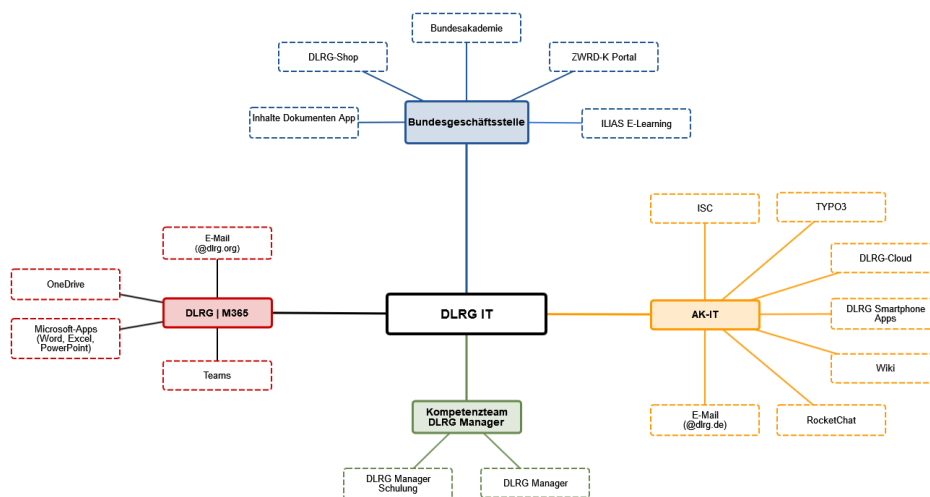 Bundesakademie
DLRG-Shop
ZWRD-K Portal
Inhalte Dokumenten App
Bundesgeschäftsstelle
ILIAS E-Learning
ISC
TYPO3
E-Mail
(@dlrg.org)
DLRG-Cloud
OneDrive
DLRG | M365
DLRG IT
AK-IT
DLRG Smartphone
Apps
Microsoft-Apps
(Word, Excel,
PowerPoint)
Teams
Wiki
Kompetenzteam
DLRG Manager
E-Mail
(@dlrg.de)
RocketChat
DLRG Manager
Schulung
DLRG Manager